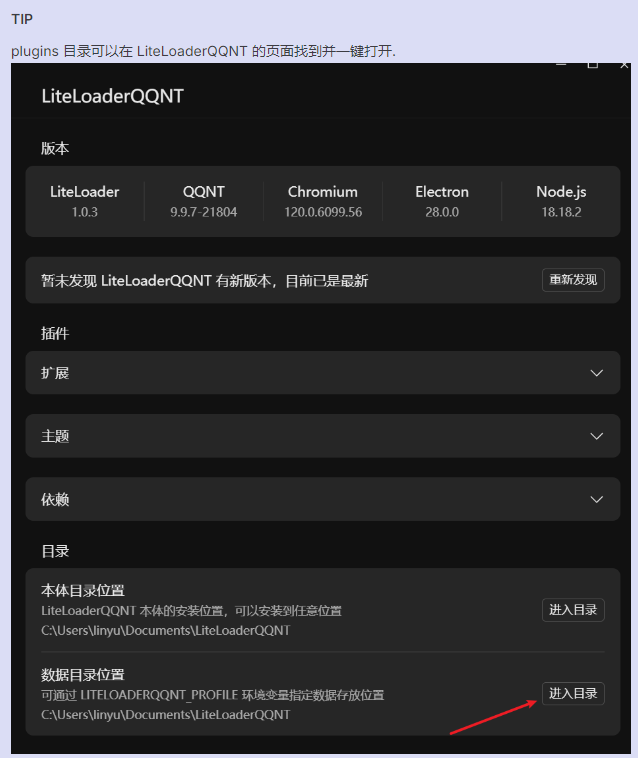 TIP
plugins 目录可以在 LiteLoaderQQNT 的页面找到并一键打开.
LiteLoaderQQNT
版本
LiteLoader QQNT Chromium Electron Node.js
1.0.3 9.9.7-21804 120.0.6099.56 28.0.0 18.18.2
暂未发现 LiteLoaderQQNT 有新版本，目前已是最新 重新发现
插件
扩展
主题
依赖
目录
本体目录位置
LiteLoaderQQNT 本体的安装位置，可以安装到任意位置 进入目录
C:\Users\linyu\Documents\LiteLoaderQQNT
数据目录位置
可通过 LITELOADERQQNT_PROFILE 环境变量指定数据存放位置 进入目录
C:\Users\linyu\Documents\LiteLoaderQQNT